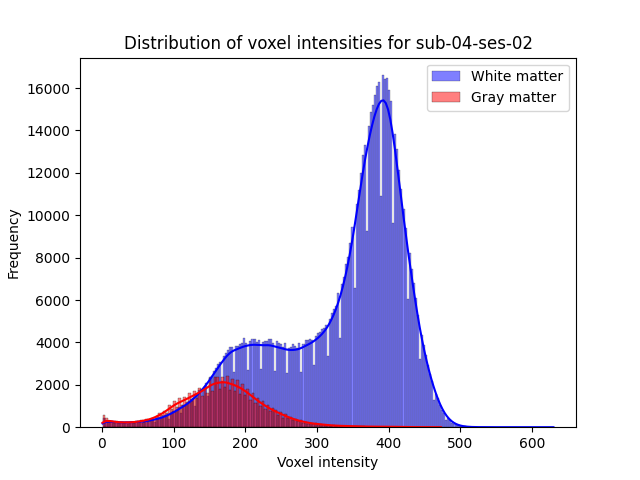 Distribution of voxel intensities for sub-04-ses-02
White matter
Gray matter
Frequency
16000
14000
12000
10000
8000
6000
4000
2000
0
0 100 200 300 400 500 600
Voxel intensity